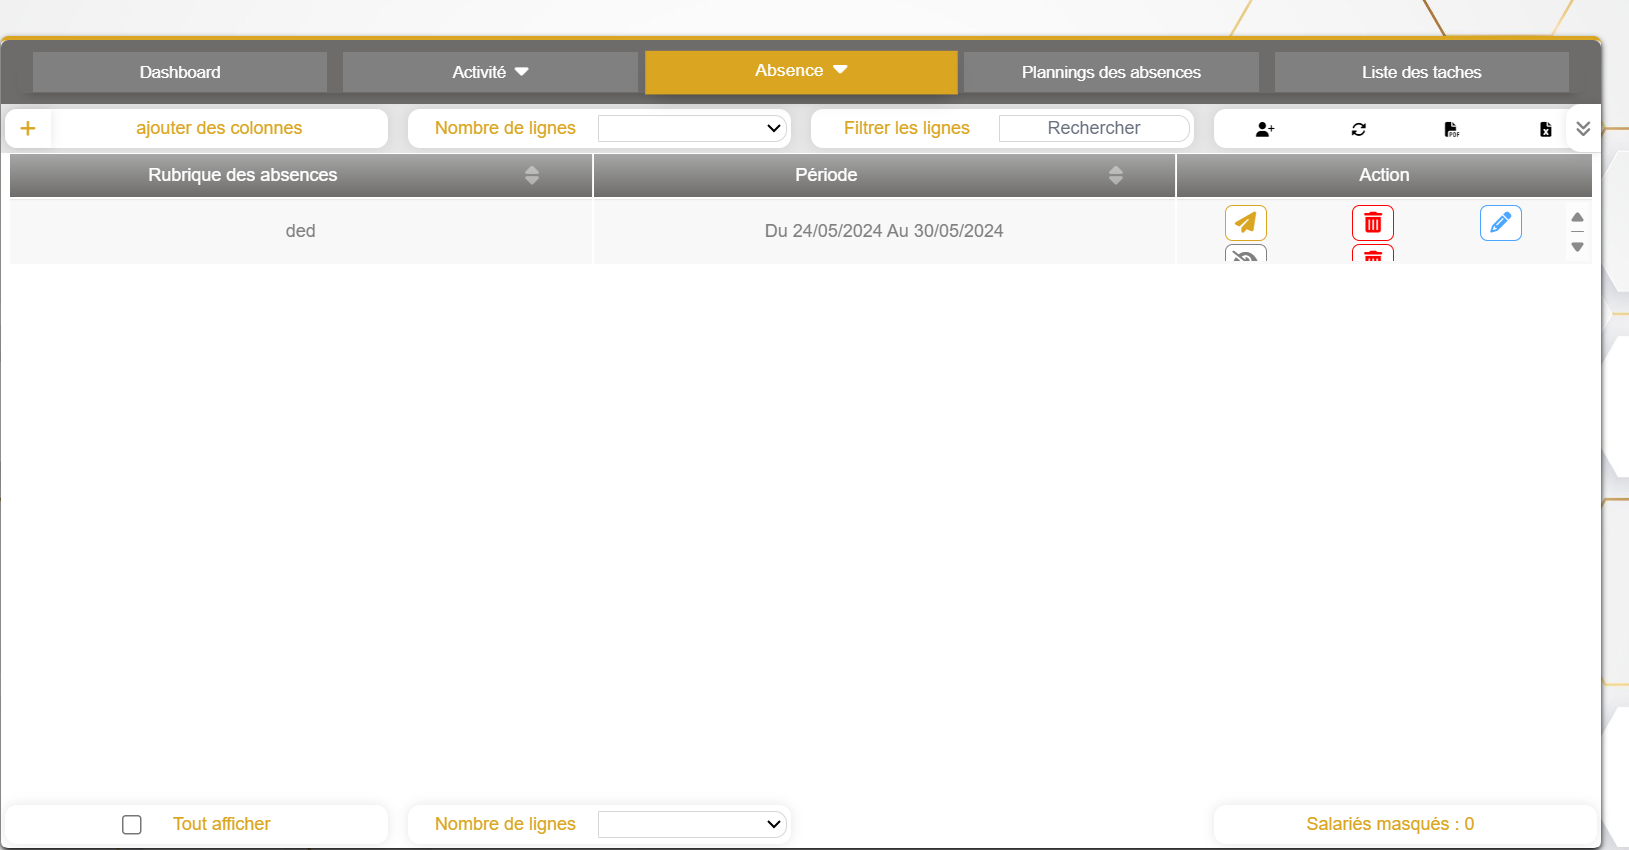 Dashboard
Activité
Absence
Plannings des absences
Liste des taches
+ ajouter des colonnes
Nombre de lignes
Filtrer les lignes
Rechercher
PDF
Rubrique des absences
Période
Action
ded
Du 24/05/2024 Au 30/05/2024
Tout afficher
Nombre de lignes
Salariés masqués : 0